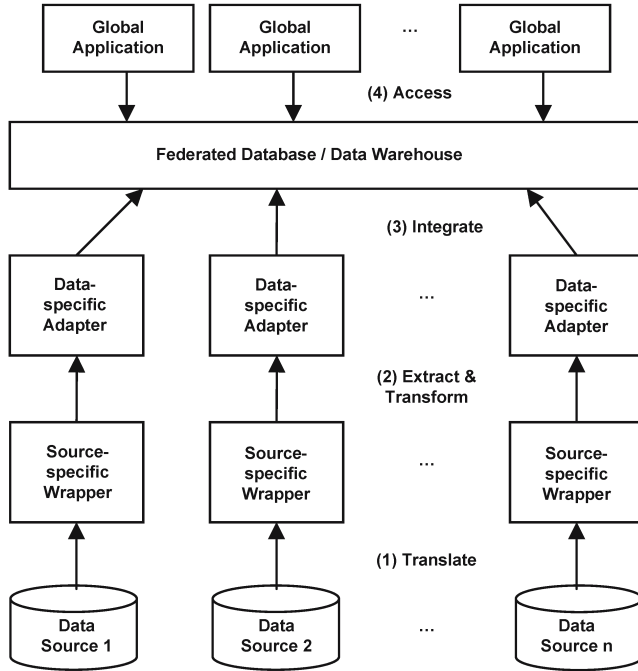 Global Application
Global Application
...
Global Application
(4) Access
Federated Database / Data Warehouse
(3) Integrate
Data-
specific
Adapter
Data-
specific
Adapter
...
Data-
specific
Adapter
(2) Extract &
Transform
Source-
specific
Wrapper
Source-
specific
Wrapper
...
Source-
specific
Wrapper
(1) Translate
Data
Source 1
Data
Source 2
...
Data
Source n